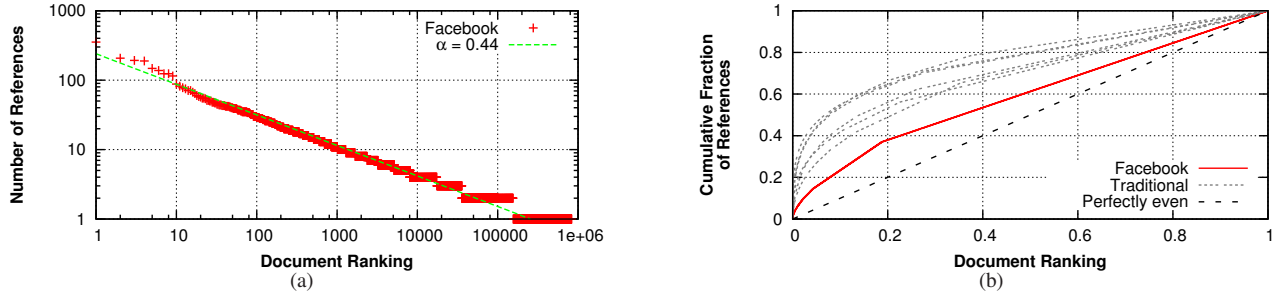 Number of References
1000
100
10
1
1
10
100
1000
10000
100000
1e+06
Facebook
α = 0.44
Document Ranking
(a)
Cumulative Fraction
of References
1
0.8
0.6
0.4
0.2
0
0
0.2
0.4
0.6
0.8
1
Facebook
Traditional
Perfectly even
Document Ranking
(b)